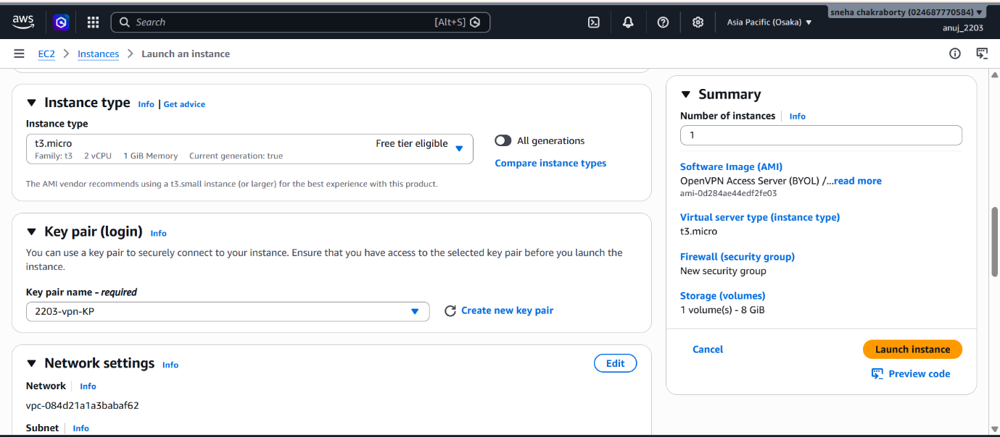 aws
Search [Alt+S]
Asia Pacific (Osaka) ▼
sneha chakraborty (024687770584) ▼
anuj_2203
EC2 > Instances > Launch an instance
▼ Instance type Info | Get advice
Instance type
t3.micro Free tier eligible
Family: t3 2 vCPU 1 GiB Memory Current generation: true
All generations
Compare instance types
The AMI vendor recommends using a t3.small instance (or larger) for the best experience with this product.
▼ Key pair (login) Info
You can use a key pair to securely connect to your instance. Ensure that you have access to the selected key pair before you launch the
instance.
Key pair name - required
2203-vpn-KP
Create new key pair
▼ Network settings Info
Edit
Network Info
vpc-084d21a1a3babaf62
Subnet Info
▼ Summary
Number of instances Info
1
Software Image (AMI)
OpenVPN Access Server (BYOL) /...read more
ami-0d284ae44edf2fe03
Virtual server type (instance type)
t3.micro
Firewall (security group)
New security group
Storage (volumes)
1 volume(s) - 8 GiB
Cancel
Launch instance
Preview code